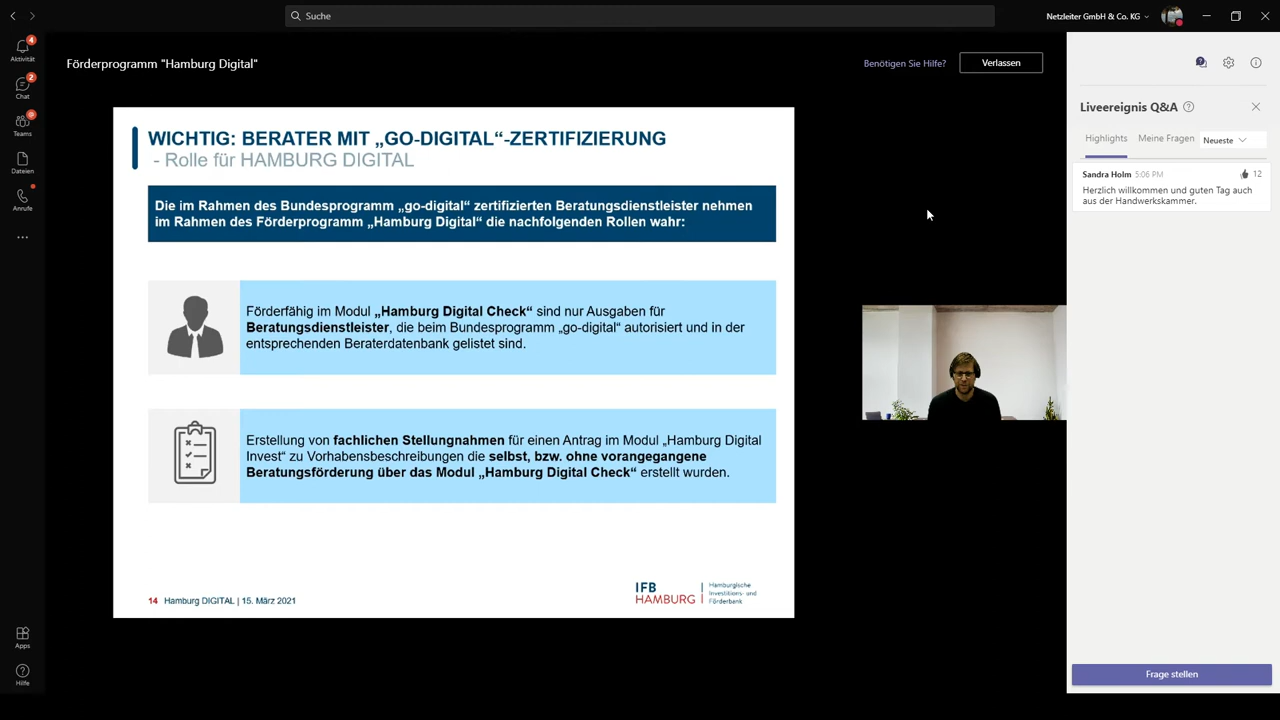 Suche
Netzleiter GmbH & Co. KG
4
Aktivität
2
Chat
Teams
Dateien
Anrufe
Apps
Hilfe
Förderprogramm "Hamburg Digital"
Benötigen Sie Hilfe?
Verlassen
WICHTIG: BERATER MIT „GO-DIGITAL“-ZERTIFIZIERUNG
- Rolle für HAMBURG DIGITAL
Die im Rahmen des Bundesprogramm „go-digital“ zertifizierten Beratungsdienstleister nehmen
im Rahmen des Förderprogramm „Hamburg Digital“ die nachfolgenden Rollen wahr:
Förderfähig im Modul „Hamburg Digital Check“ sind nur Ausgaben für
Beratungsdienstleister, die beim Bundesprogramm „go-digital“ autorisiert und in der
entsprechenden Beraterdatenbank gelistet sind.
Erstellung von fachlichen Stellungnahmen für einen Antrag im Modul „Hamburg Digital
Invest“ zu Vorhabensbeschreibungen die selbst, bzw. ohne vorangegangene
Beratungsförderung über das Modul „Hamburg Digital Check“ erstellt wurden.
14 Hamburg DIGITAL | 15. März 2021
IFB
HAMBURG
Hamburgische
Investitions- und
Förderbank
Liveereignis Q&A
Highlights
Meine Fragen
Neueste
Sandra Holm 5:06 PM
12
Herzlich willkommen und guten Tag auch
aus der Handwerkskammer.
Frage stellen